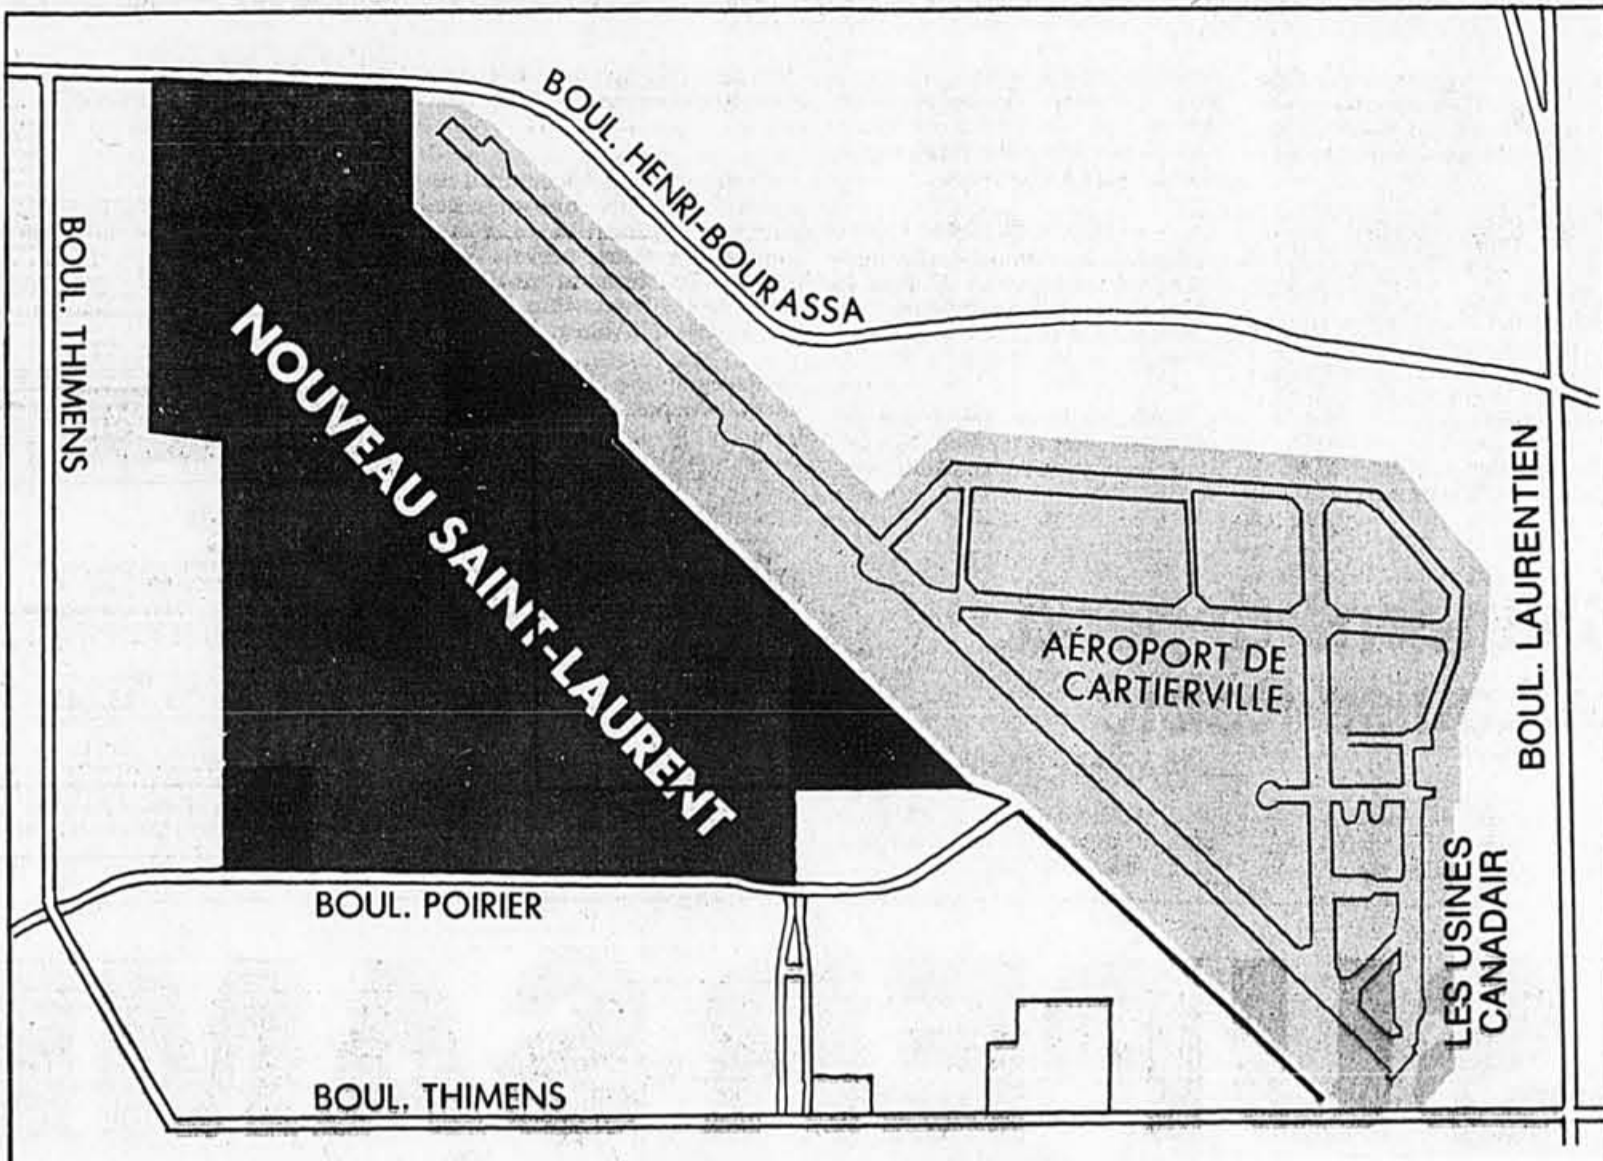 BOUL. HENRI-BOURASSA
BOUL. THIMENS
NOUVEAU SAINT-LAURENT
AÉROPORT DE
CARTIERVILLE
BOUL. LAURENTIEN
LES USINES
CANADAIR
BOUL. POIRIER
BOUL. THIMENS